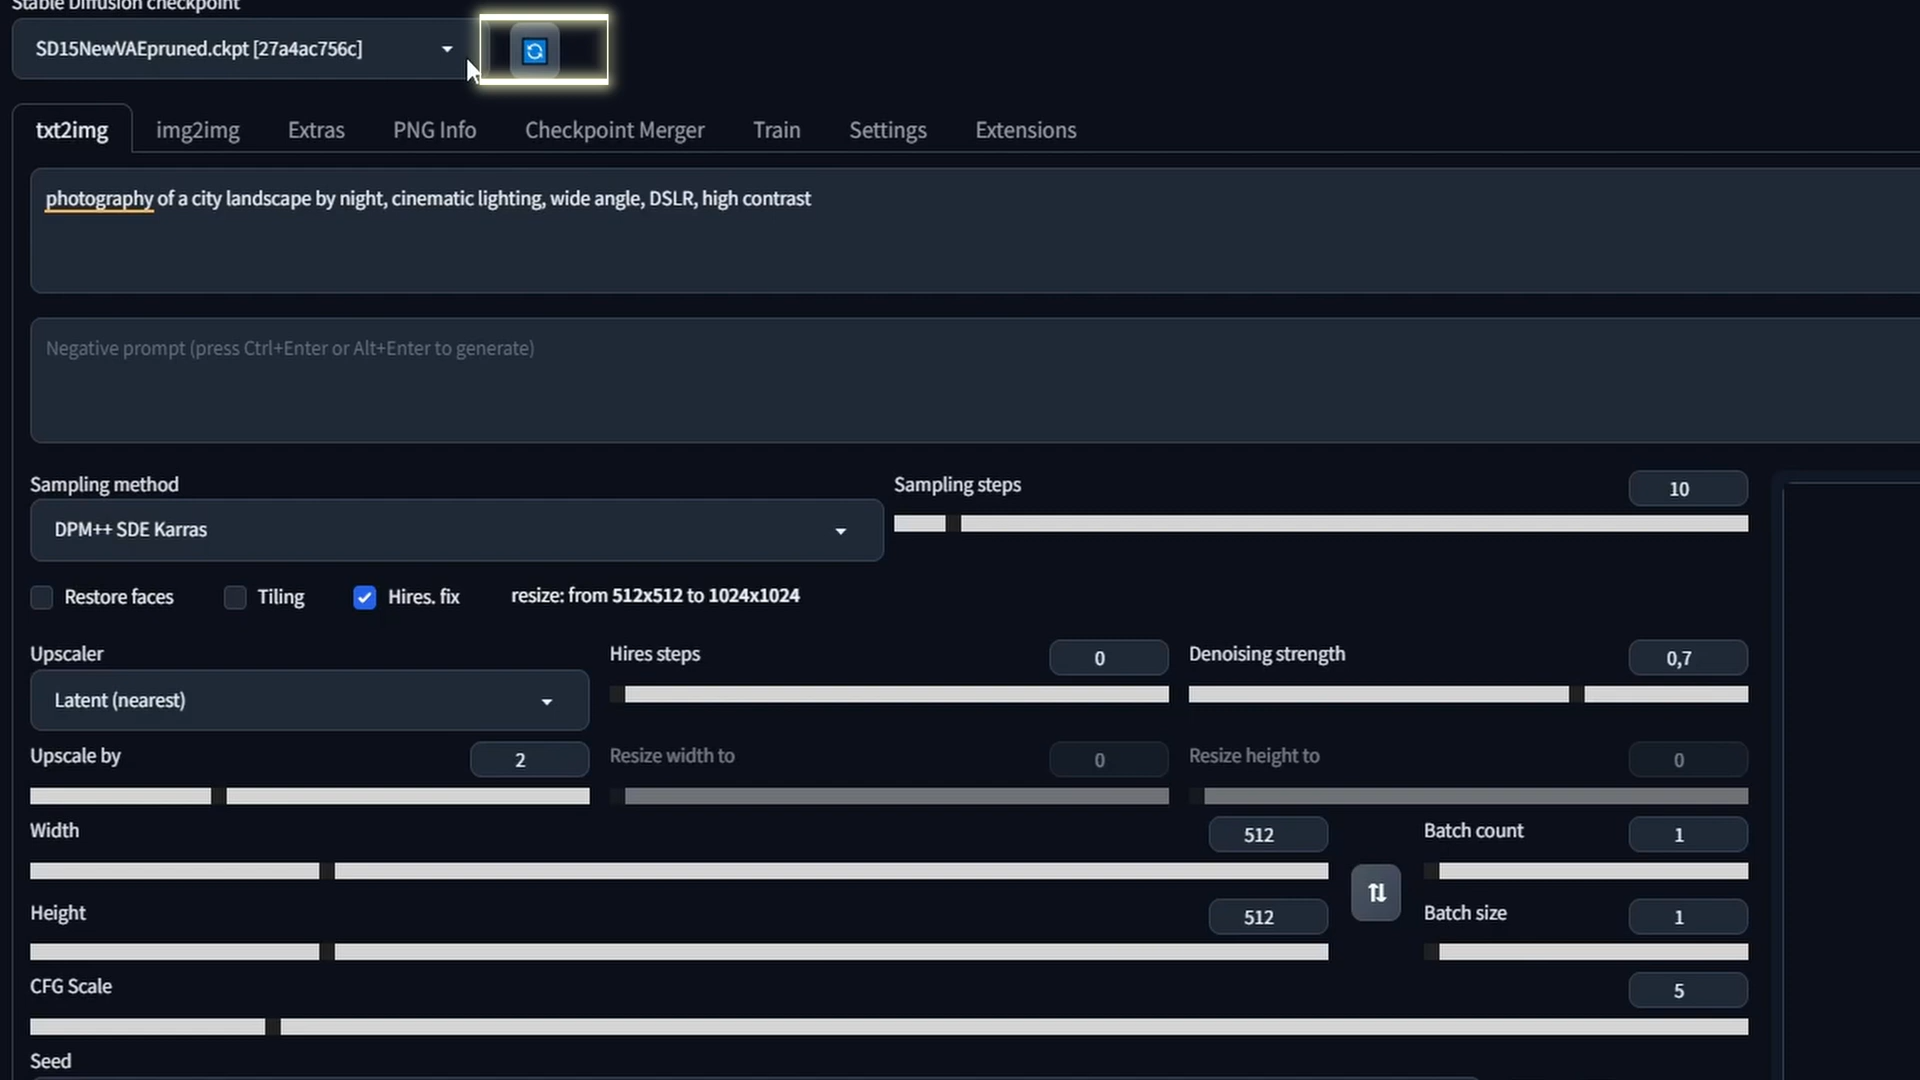 Stable Diffusion checkpoint
SD15NewVAEpruned.ckpt [27a4ac756c]
txt2img img2img Extras PNG Info Checkpoint Merger Train Settings Extensions
photography of a city landscape by night, cinematic lighting, wide angle, DSLR, high contrast
Negative prompt (press Ctrl+Enter or Alt+Enter to generate)
Sampling method Sampling steps 10
DPM++ SDE Karras
Restore faces Tiling Hires. fix resize: from 512x512 to 1024x1024
Upscaler Hires steps 0 Denoising strength 0,7
Latent (nearest)
Upscale by 2 Resize width to 0 Resize height to 0
Width 512 Batch count 1
Height 512 Batch size 1
CFG Scale 5
Seed